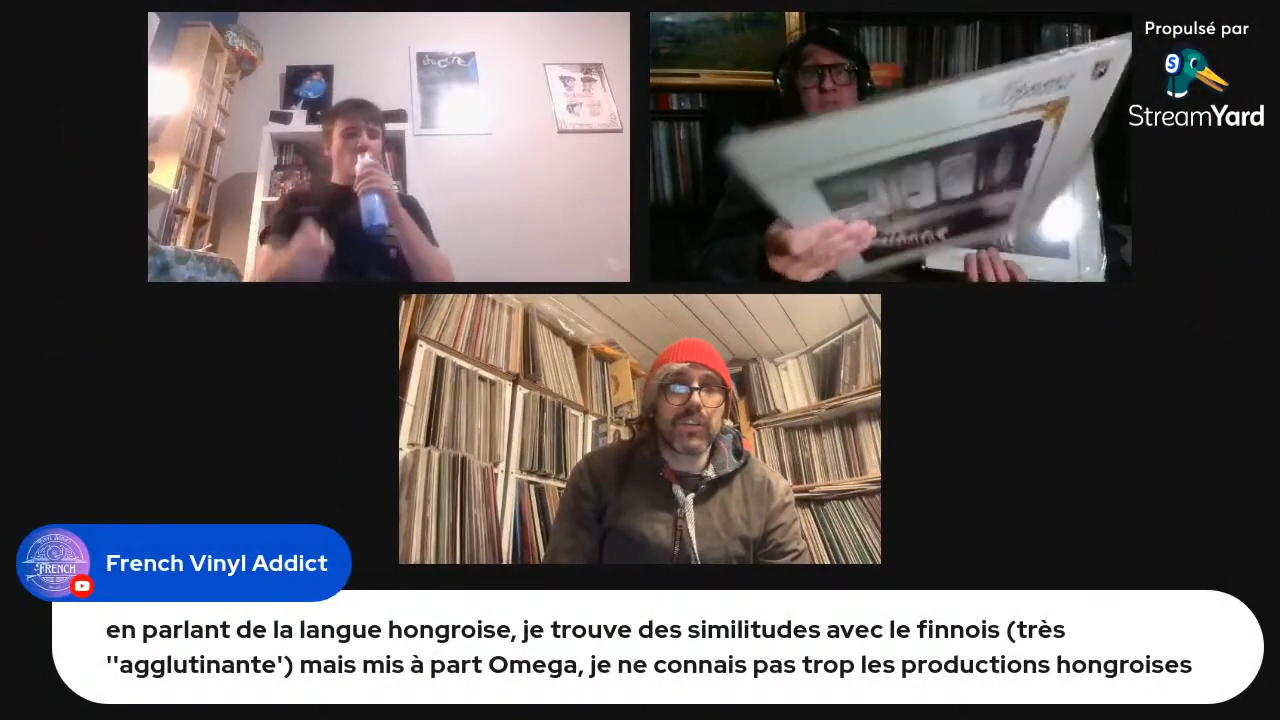 Propulsé par
StreamYard
FRENCH
French Vinyl Addict
en parlant de la langue hongroise, je trouve des similitudes avec le finnois (très
''agglutinante') mais mis à part Omega, je ne connais pas trop les productions hongroises